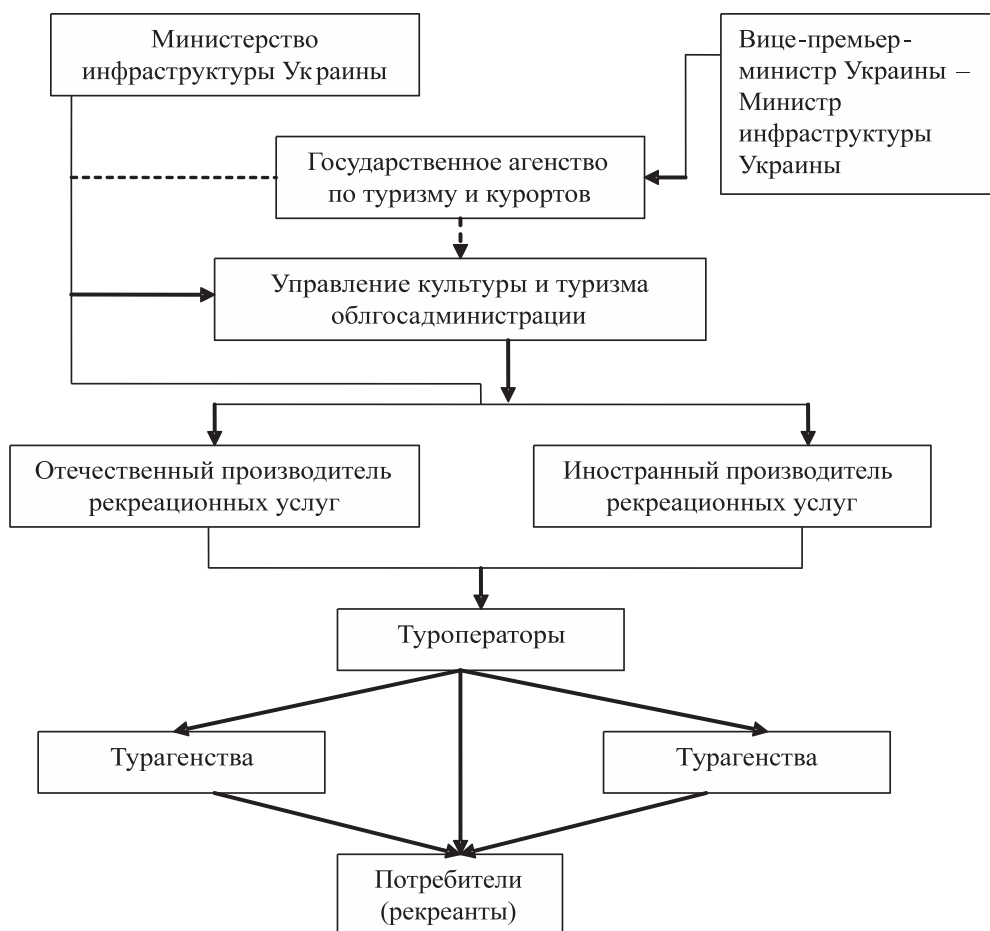 Министерство
инфраструктуры Украины
Вице-премьер-
министр Украины –
Министр
инфраструктуры
Украины
Государственное агенство
по туризму и курортов
Управление культуры и туризма
облгосадминистрации
Отечественный производитель
рекреационных услуг
Иностранный производитель
рекреационных услуг
Туроператоры
Турагенства
Турагенства
Потребители
(рекреанты)